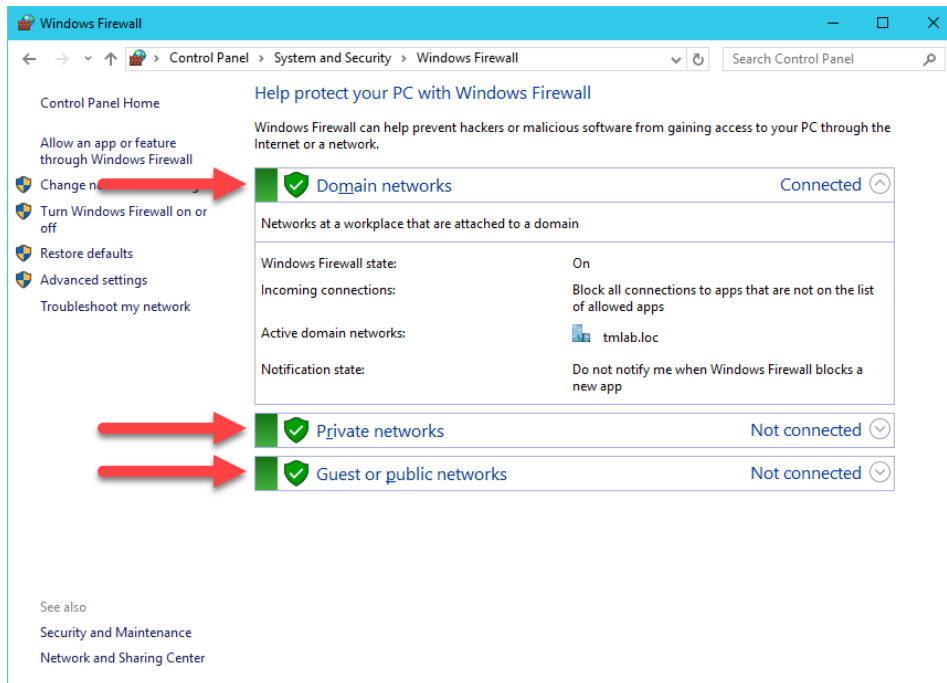 Windows Firewall
Control Panel > System and Security > Windows Firewall
Search Control Panel
Control Panel Home
Allow an app or feature
through Windows Firewall
Change
Turn Windows Firewall on or
off
Restore defaults
Advanced settings
Troubleshoot my network
Help protect your PC with Windows Firewall
Windows Firewall can help prevent hackers or malicious software from gaining access to your PC through the
Internet or a network.
Domain networks Connected
Networks at a workplace that are attached to a domain
Windows Firewall state: On
Incoming connections: Block all connections to apps that are not on the list
of allowed apps
Active domain networks: tmlab.loc
Notification state: Do not notify me when Windows Firewall blocks a
new app
Private networks Not connected
Guest or public networks Not connected
See also
Security and Maintenance
Network and Sharing Center